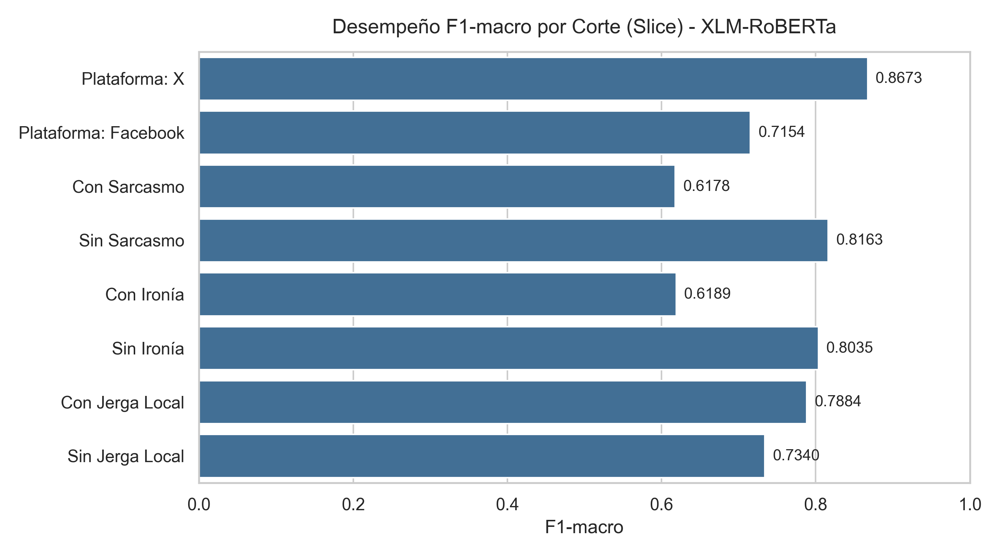 Desempeño F1-macro por Corte (Slice) - XLM-RoBERTa
Plataforma: X
0.8673
Plataforma: Facebook
0.7154
Con Sarcasmo
0.6178
Sin Sarcasmo
0.8163
Con Ironía
0.6189
Sin Ironía
0.8035
Con Jerga Local
0.7884
Sin Jerga Local
0.7340
0.0 0.2 0.4 0.6 0.8 1.0
F1-macro